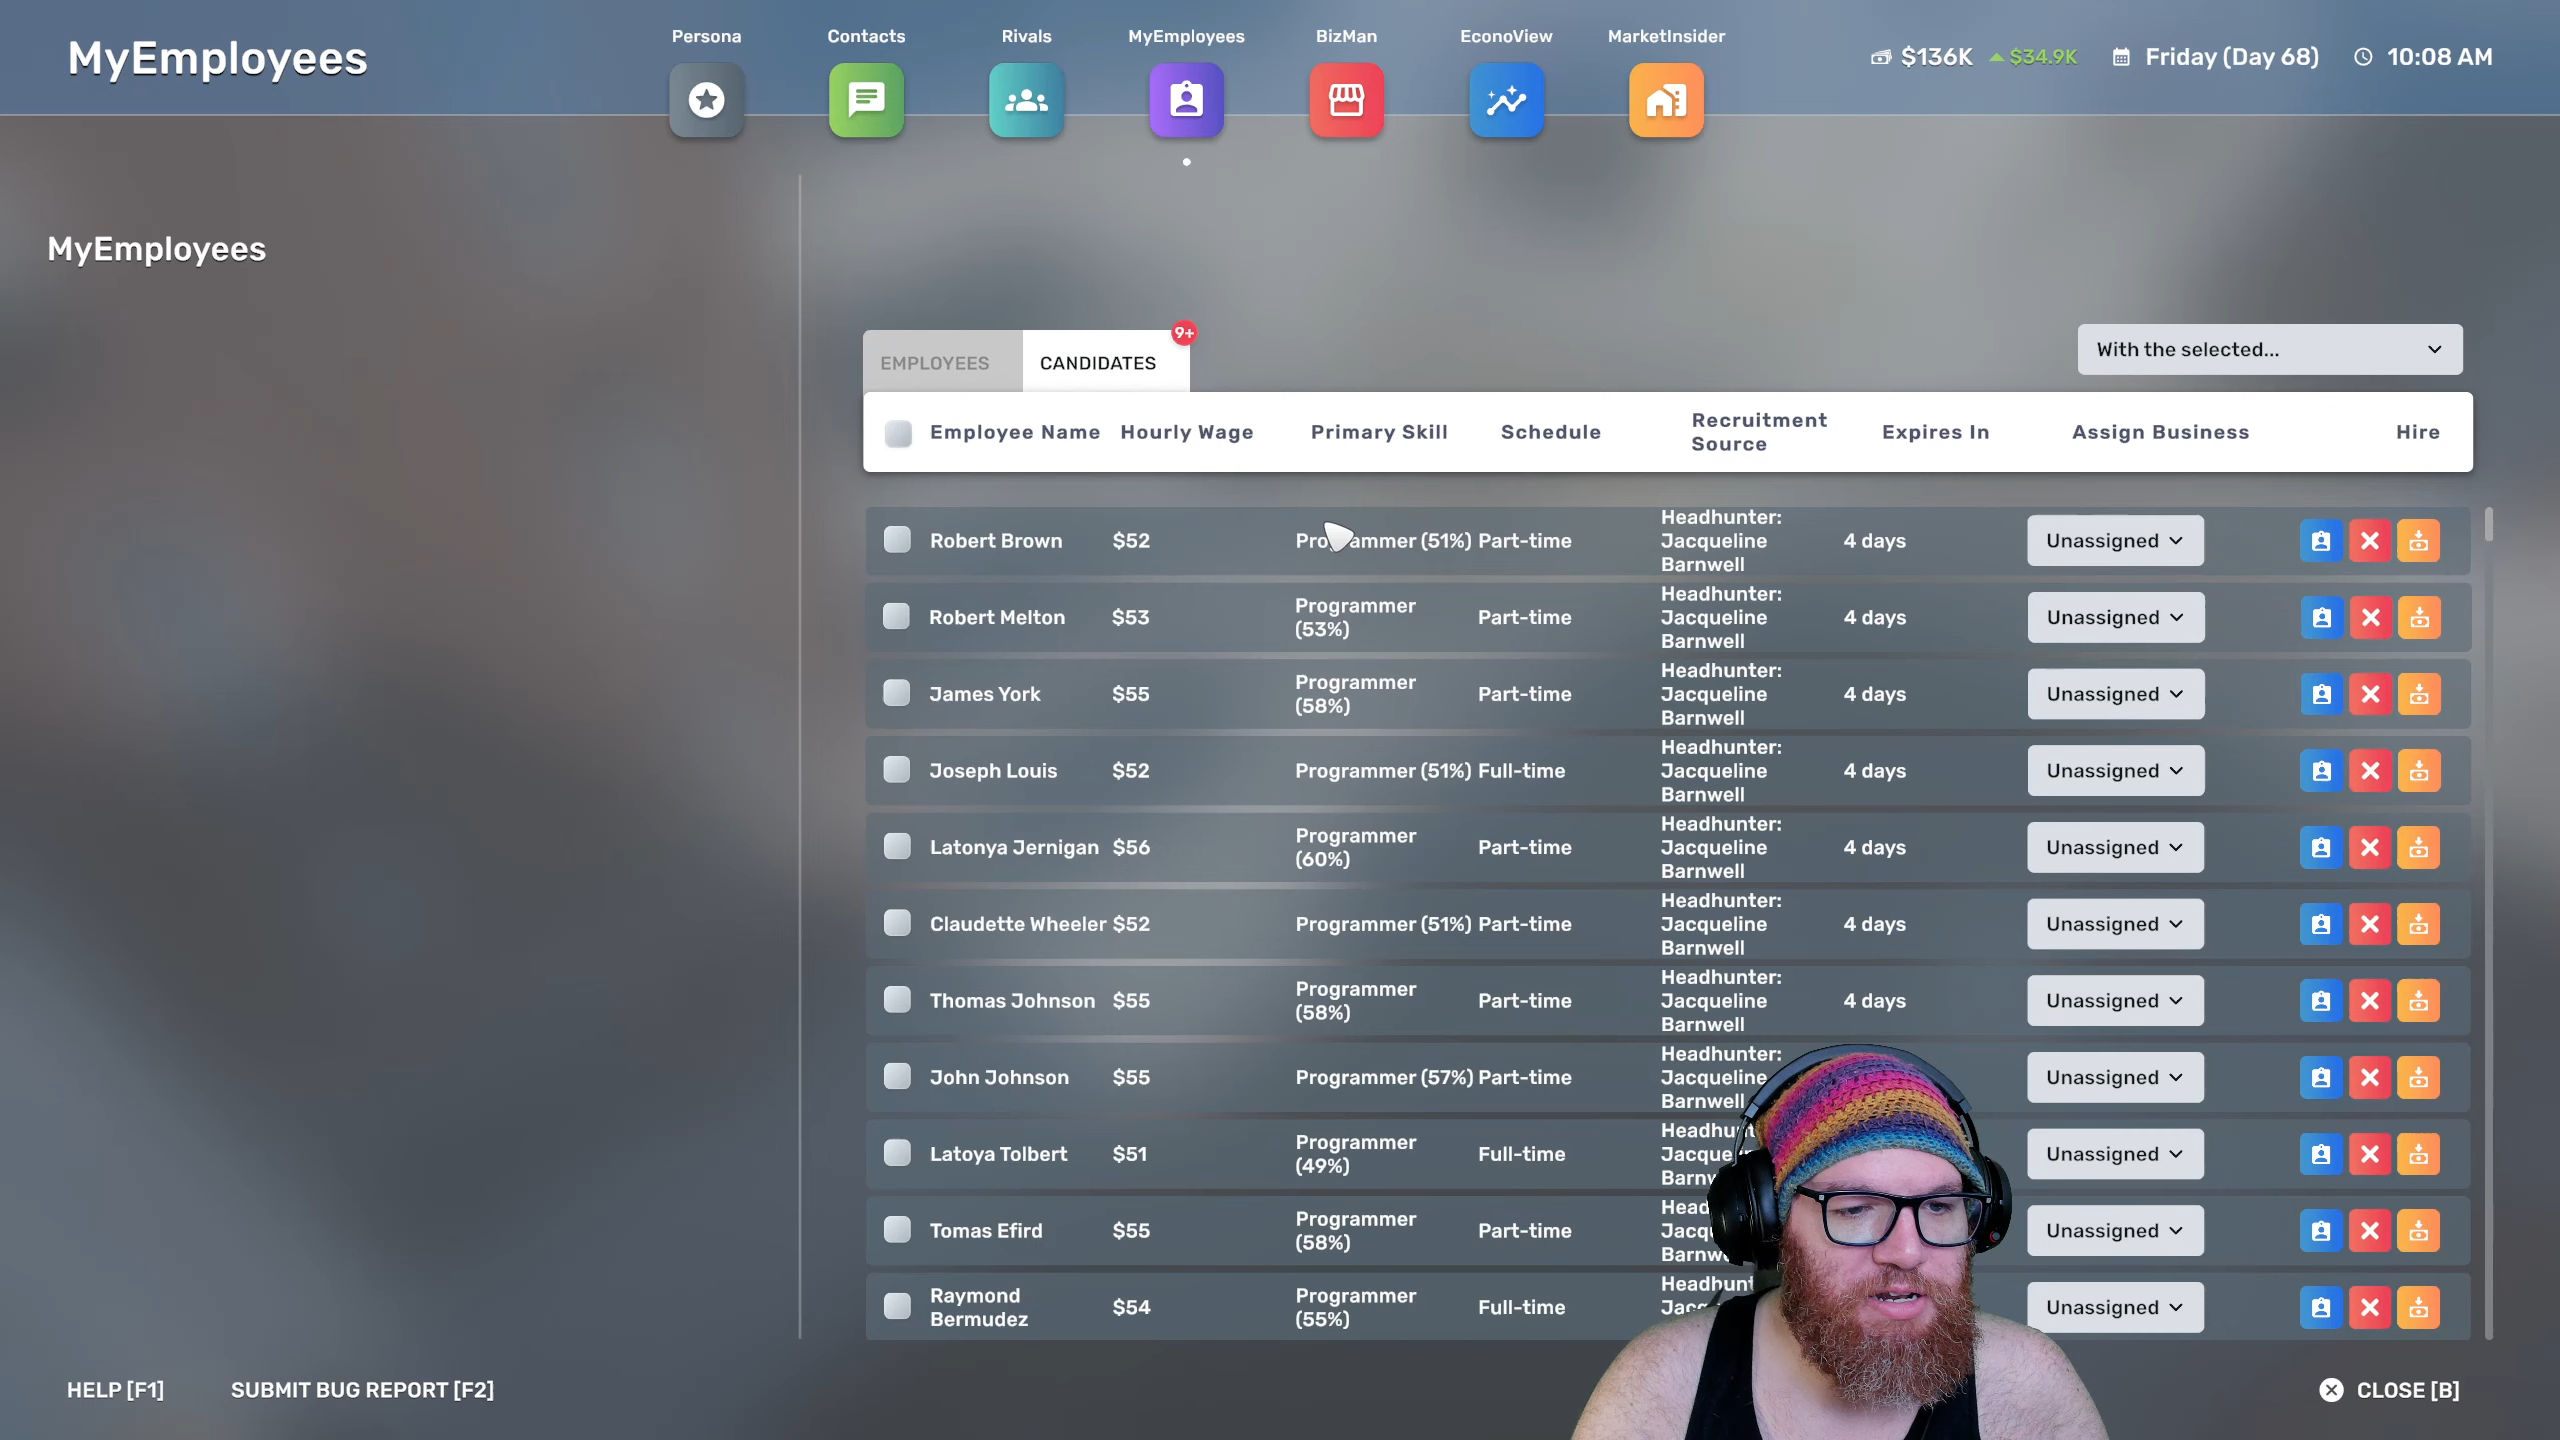 MyEmployees
Persona
Contacts
Rivals
MyEmployees
BizMan
EconoView
MarketInsider
$136K
$34.9K
Friday (Day 68)
10:08 AM
MyEmployees
EMPLOYEES
CANDIDATES
9+
With the selected...
Employee Name
Hourly Wage
Primary Skill
Schedule
Recruitment
Source
Expires In
Assign Business
Hire
Robert Brown
$52
Programmer (51%)
Part-time
Headhunter:
Jacqueline
Barnwell
4 days
Unassigned
Robert Melton
$53
Programmer
(53%)
Part-time
Headhunter:
Jacqueline
Barnwell
4 days
Unassigned
James York
$55
Programmer
(58%)
Part-time
Headhunter:
Jacqueline
Barnwell
4 days
Unassigned
Joseph Louis
$52
Programmer (51%)
Full-time
Headhunter:
Jacqueline
Barnwell
4 days
Unassigned
Latonya Jernigan
$56
Programmer
(60%)
Part-time
Headhunter:
Jacqueline
Barnwell
4 days
Unassigned
Claudette Wheeler
$52
Programmer (51%)
Part-time
Headhunter:
Jacqueline
Barnwell
4 days
Unassigned
Thomas Johnson
$55
Programmer
(58%)
Part-time
Headhunter:
Jacqueline
Barnwell
4 days
Unassigned
John Johnson
$55
Programmer (57%)
Part-time
Headhunter:
Jacqueline
Barnwell
Unassigned
Latoya Tolbert
$51
Programmer
(49%)
Full-time
Unassigned
Tomas Efird
$55
Programmer
(58%)
Part-time
Unassigned
Raymond
Bermudez
$54
Programmer
(55%)
Full-time
Unassigned
HELP [F1]
SUBMIT BUG REPORT [F2]
CLOSE [B]